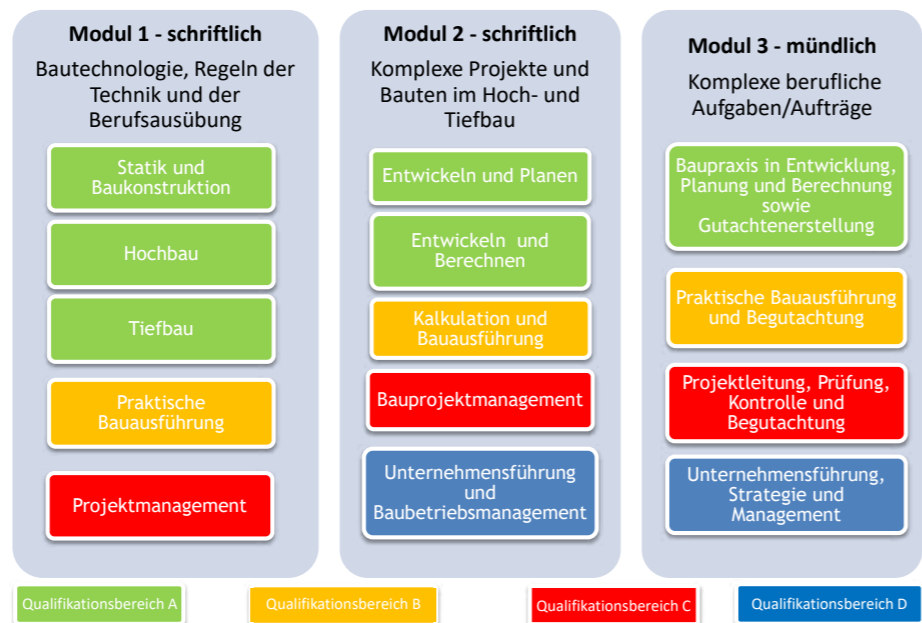 Modul 1 - schriftlich
Bautechnologie, Regeln der
Technik und der
Berufsausübung
Statik und
Baukonstruktion
Hochbau
Tiefbau
Praktische
Bauausführung
Projektmanagement
Modul 2 - schriftlich
Komplexe Projekte und
Bauten im Hoch- und
Tiefbau
Entwickeln und Planen
Entwickeln und
Berechnen
Kalkulation und
Bauausführung
Bauprojektmanagement
Unternehmensführung
und
Baubetriebsmanagement
Modul 3 - mündlich
Komplexe berufliche
Aufgaben/Aufträge
Baupraxis in Entwicklung,
Planung und Berechnung
sowie
Gutachtenerstellung
Praktische Bauausführung
und Begutachtung
Projektleitung, Prüfung,
Kontrolle und
Begutachtung
Unternehmensführung,
Strategie und
Management
Qualifikationsbereich A
Qualifikationsbereich B
Qualifikationsbereich C
Qualifikationsbereich D